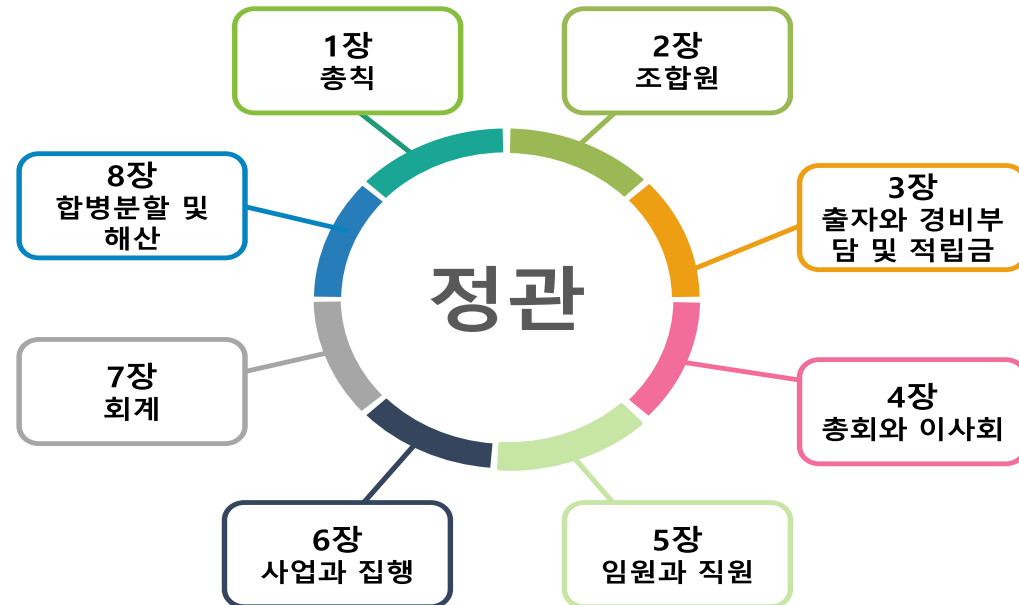 1장
총칙
2장
조합원
3장
출자와 경비부
담 및 적립금
4장
총회와 이사회
5장
임원과 직원
6장
사업과 집행
7장
회계
8장
합병분할 및
해산
정관